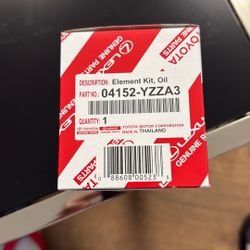 TOYOTA
GENUINE PARTS
LEXUS
DESCRIPTION: Element Kit, Oil
PART NO.: 04152-YZZA3
QUANTITY: 1
TOYOTA MOTOR CORPORATION
MADE IN THAILAND
08860800523